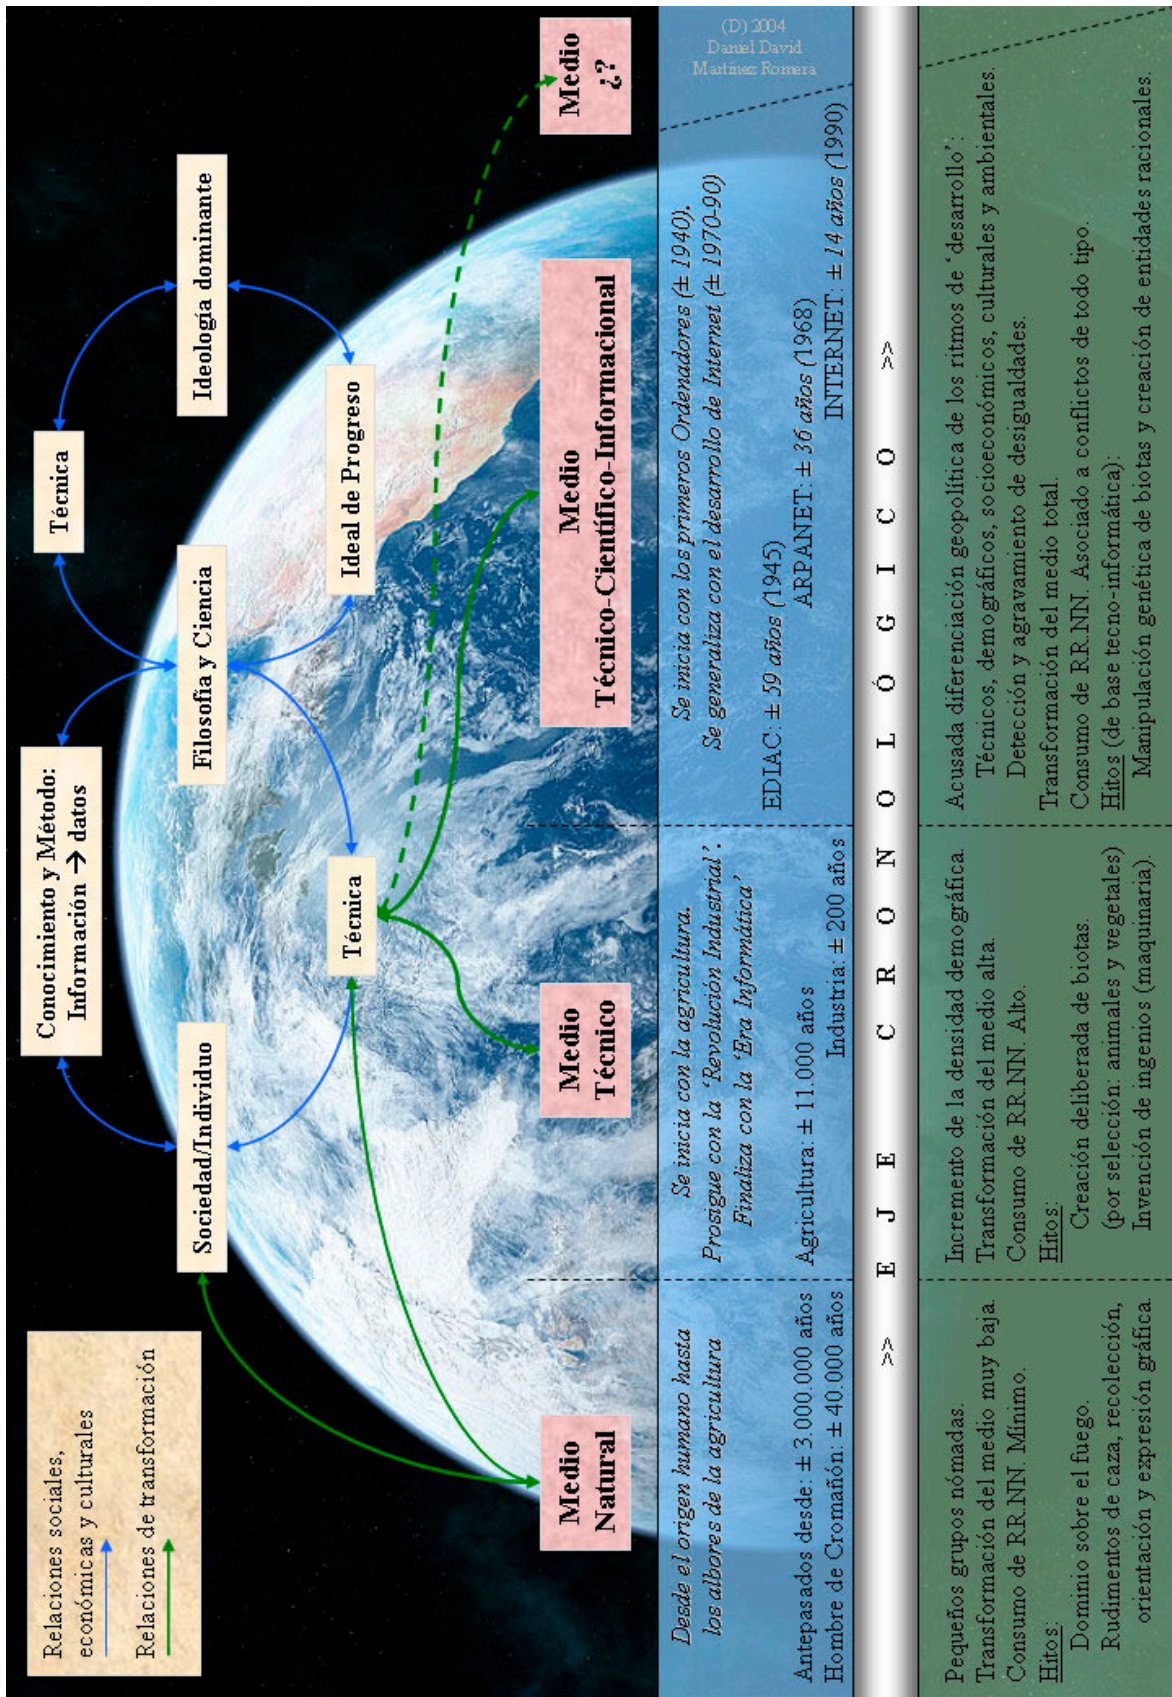 Relaciones sociales,
económicas y culturales
Relaciones de transformación
Conocimiento y Método:
Información → datos
Técnica
Sociedad/Individuo
Filosofía y Ciencia
Ideología dominante
Técnica
Ideal de Progreso
Medio
Natural
Medio
Técnico
Medio
Técnico-Científico-Informacional
Medio
¿?
Desde el origen humano hasta
los albores de la agricultura
Antepasados desde: ± 3.000.000 años
Hombre de Cromañón: ± 40.000 años
Se inicia con la agricultura.
Prosigue con la 'Revolución Industrial'.
Finaliza con la 'Era Informática'
Agricultura: ± 11.000 años
Industria: ± 200 años
Se inicia con los primeros Ordenadores (± 1940).
Se generaliza con el desarrollo de Internet (± 1970-90)
EDIAC: ± 59 años (1945)
ARPANET: ± 36 años (1968)
INTERNET: ± 14 años (1990)
(D) 2004
Daniel David
Martínez Romera
>> E J E C R O N O L Ó G I C O >>
Pequeños grupos nómadas.
Transformación del medio muy baja.
Consumo de RR.NN. Mínimo.
Hitos:
Dominio sobre el fuego.
Rudimentos de caza, recolección,
orientación y expresión gráfica.
Incremento de la densidad demográfica.
Transformación del medio alta.
Consumo de RR.NN. Alto.
Hitos:
Creación deliberada de biotas.
(por selección: animales y vegetales)
Invención de ingenios (maquinaria).
Acusada diferenciación geopolítica de los ritmos de 'desarrollo':
Técnicos, demográficos, socioeconómicos, culturales y ambientales.
Detección y agravamiento de desigualdades.
Transformación del medio total.
Consumo de RR.NN. Asociado a conflictos de todo tipo.
Hitos (de base tecno-informática):
Manipulación genética de biotas y creación de entidades racionales.